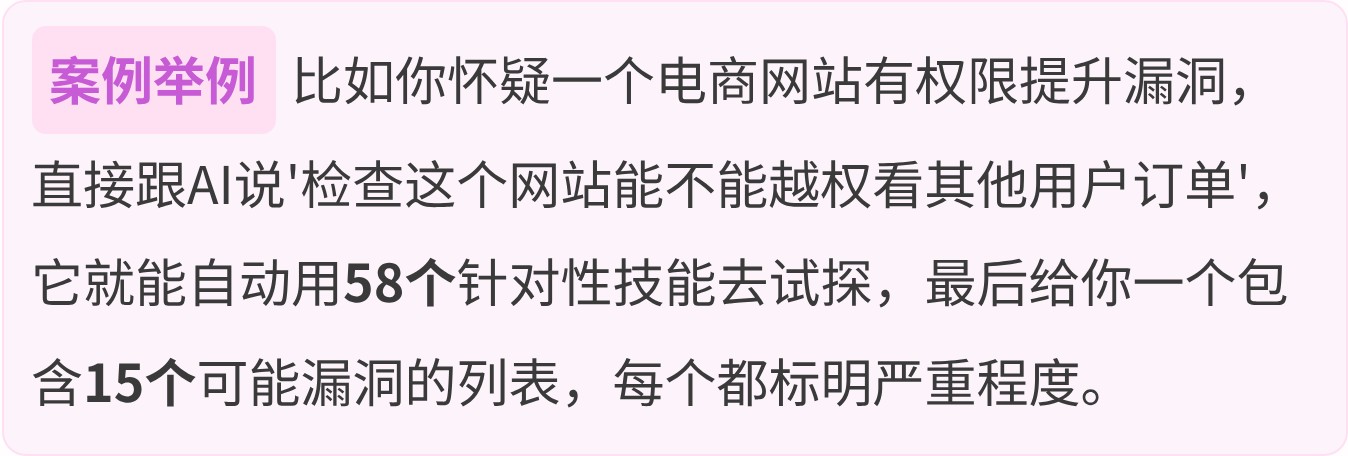 案例举例 比如你怀疑一个电商网站有权限提升漏洞，
直接跟AI说'检查这个网站能不能越权看其他用户订单'，
它就能自动用58个针对性技能去试探，最后给你一个包
含15个可能漏洞的列表，每个都标明严重程度。